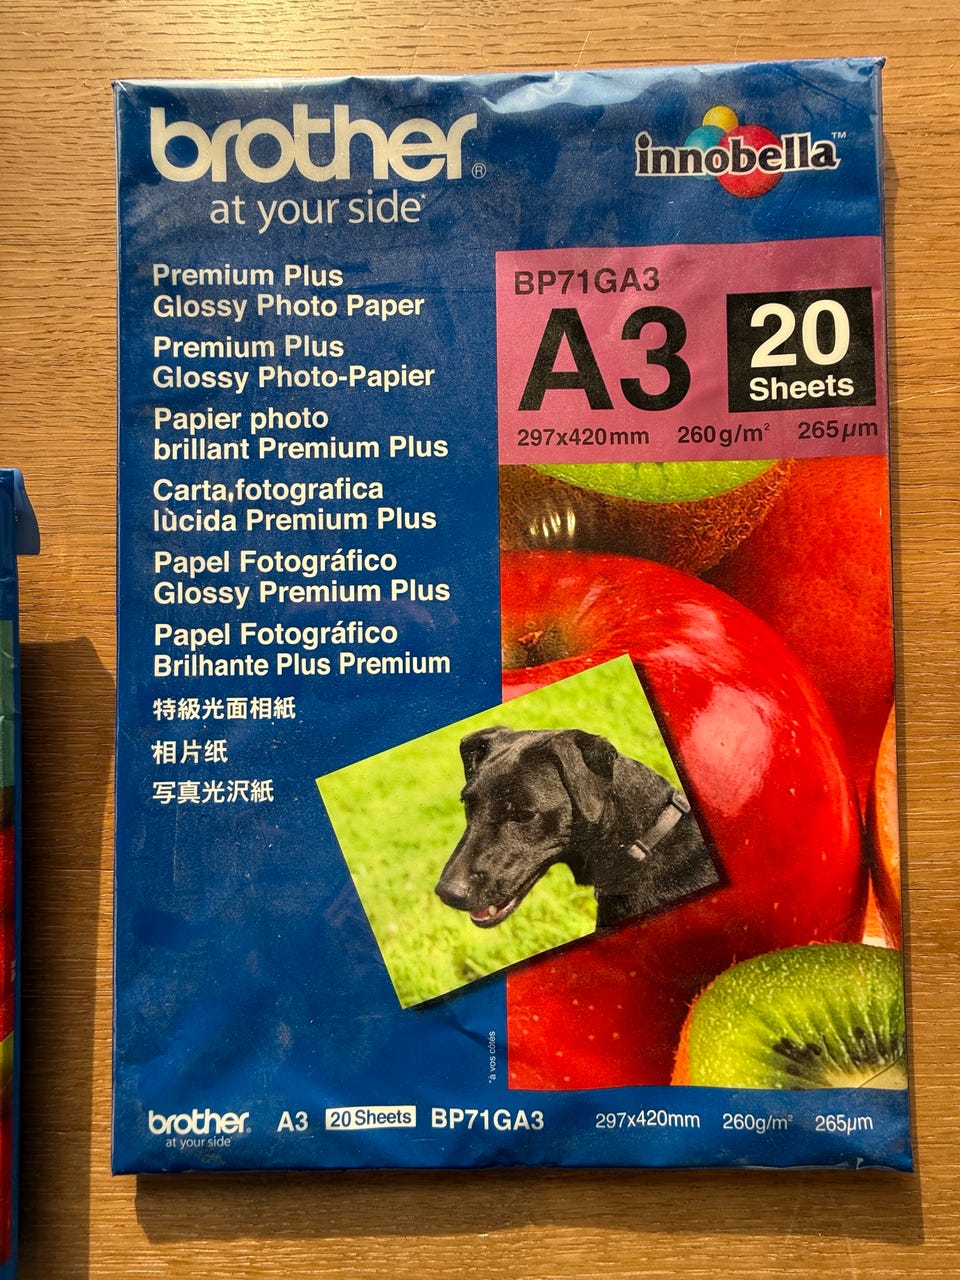 brother®
at your side*
innobella™
Premium Plus
Glossy Photo Paper
Premium Plus
Glossy Photo-Papier
Papier photo
brillant Premium Plus
Carta fotografica
lùcida Premium Plus
Papel Fotográfico
Glossy Premium Plus
Papel Fotográfico
Brilhante Plus Premium
特級光面相紙
相片纸
写真光沢紙
BP71GA3
A3
20
Sheets
297x420mm 260g/m² 265µm
*à vos côtés
brother®
at your side*
A3 20 Sheets BP71GA3 297x420mm 260g/m² 265µm